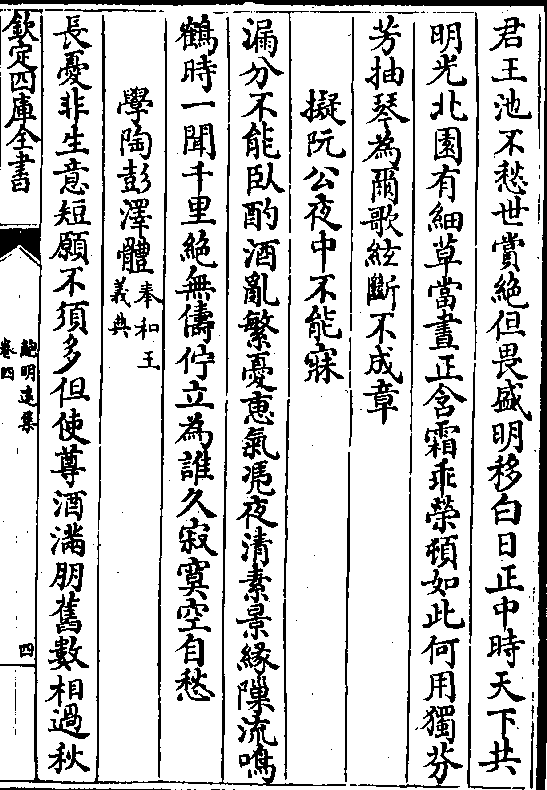 君王池不愁世賞絶但畏盛明移白日正中時天下共
明光北園有細草當晝正含霜乖榮頓如此何用獨芬
芳抽琴為爾歌絃斷不成章
擬阮公夜中不能寐
漏分不能臥酌酒亂繁憂惠氣凴夜清素景緣隟流鳴
鶴時一聞千里絶無儔佇立為誰久寂寞空自愁
學陶彭澤體奉和王義典
長憂非生意短願不須多但使尊酒滿朋舊數相過秋
欽定四庫全書
鮑明遠集
卷四
四